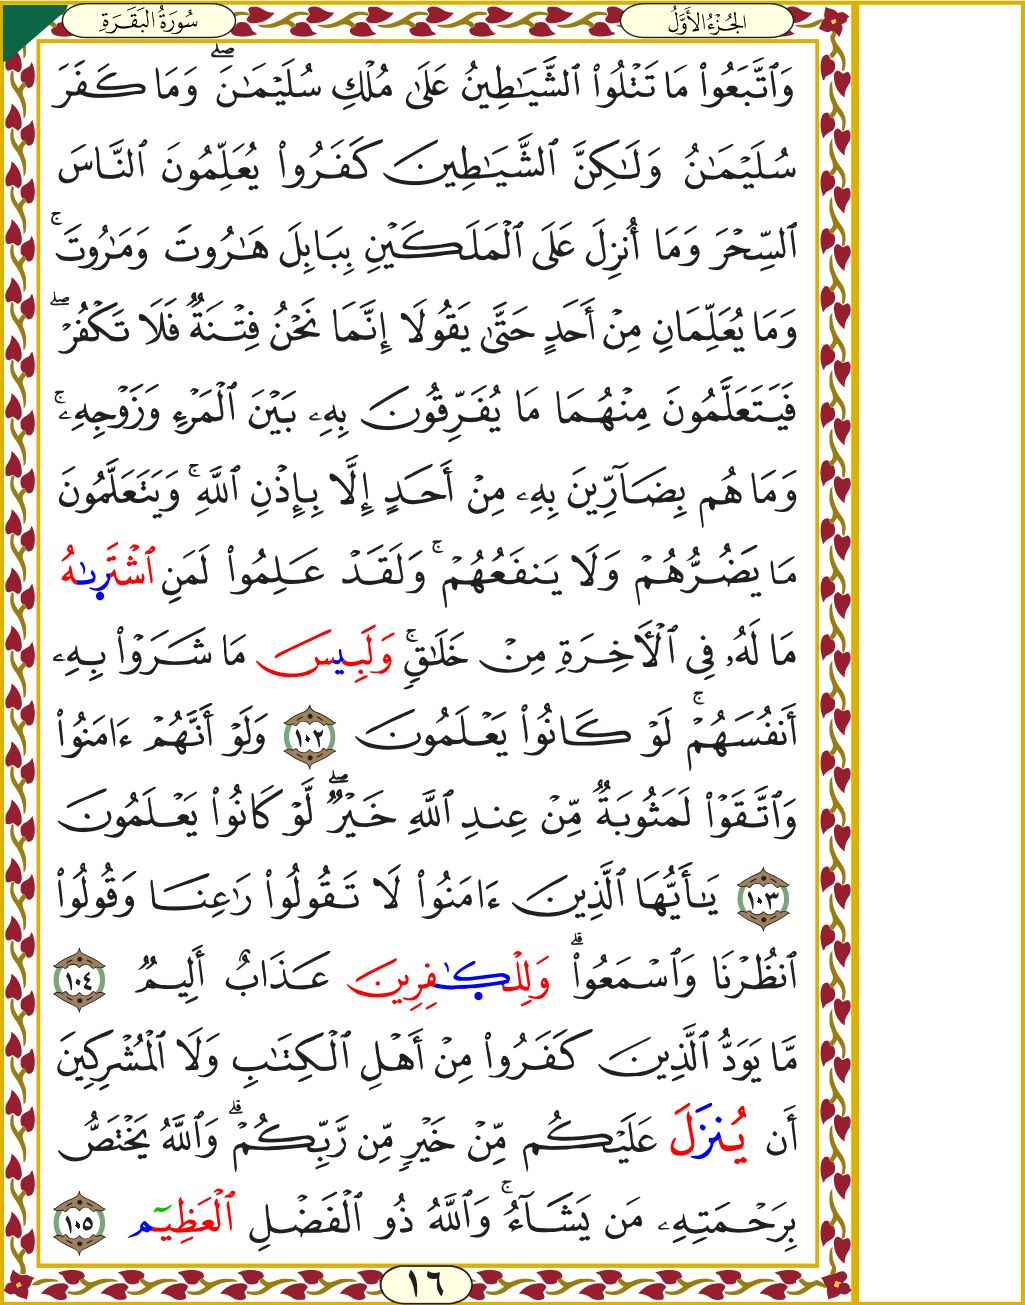 الجُزْءُ الأَوَّلُ
سُورَةُ البَقَرَةِ
وَٱتَّبَعُوا۟ مَا تَتْلُوا۟ ٱلشَّيَٰطِينُ عَلَىٰ مُلْكِ سُلَيْمَٰنَۖ وَمَا كَفَرَ
سُلَيْمَٰنُ وَلَٰكِنَّ ٱلشَّيَٰطِينَ كَفَرُوا۟ يُعَلِّمُونَ ٱلنَّاسَ
ٱلسِّحْرَ وَمَا أُنزِلَ عَلَى ٱلْمَلَكَيْنِ بِبَابِلَ هَٰرُوتَ وَمَٰرُوتَۚ
وَمَا يُعَلِّمَانِ مِنْ أَحَدٍ حَتَّىٰ يَقُولَا إِنَّمَا نَحْنُ فِتْنَةٌ فَلَا تَكْفُرْۖ
فَيَتَعَلَّمُونَ مِنْهُمَا مَا يُفَرِّقُونَ بِهِۦ بَيْنَ ٱلْمَرْءِ وَزَوْجِهِۦۚ
وَمَا هُم بِضَآرِّينَ بِهِۦ مِنْ أَحَدٍ إِلَّا بِإِذْنِ ٱللَّهِۚ وَيَتَعَلَّمُونَ
مَا يَضُرُّهُمْ وَلَا يَنفَعُهُمْۚ وَلَقَدْ عَلِمُوا۟ لَمَنِ ٱشْتَرىٰهُ
مَا لَهُۥ فِي ٱلْأَخِرَةِ مِنْ خَلَٰقٍۚ وَلَبِيسَ مَا شَرَوْا۟ بِهِۦ
أَنفُسَهُمْۚ لَوْ كَانُوا۟ يَعْلَمُونَ ١٠٢ وَلَوْ أَنَّهُمْ ءَامَنُوا۟
وَٱتَّقَوْا۟ لَمَثُوبَةٌ مِّنْ عِندِ ٱللَّهِ خَيْرٌۖ لَّوْ كَانُوا۟ يَعْلَمُونَ
١٠٣ يَٰأَيُّهَا ٱلَّذِينَ ءَامَنُوا۟ لَا تَقُولُوا۟ رَٰعِنَا وَقُولُوا۟
ٱنظُرْنَا وَٱسْمَعُوا۟ۗ وَلِلْكَٰفِرِينَ عَذَابٌ أَلِيمٌ ١٠٤
مَّا يَوَدُّ ٱلَّذِينَ كَفَرُوا۟ مِنْ أَهْلِ ٱلْكِتَٰبِ وَلَا ٱلْمُشْرِكِينَ
أَن يُنزَلَ عَلَيْكُم مِّنْ خَيْرٍ مِّن رَّبِّكُمْۗ وَٱللَّهُ يَخْتَصُّ
بِرَحْمَتِهِۦ مَن يَشَآءُۚ وَٱللَّهُ ذُو ٱلْفَضْلِ ٱلْعَظِيٓم ١٠٥
١٦